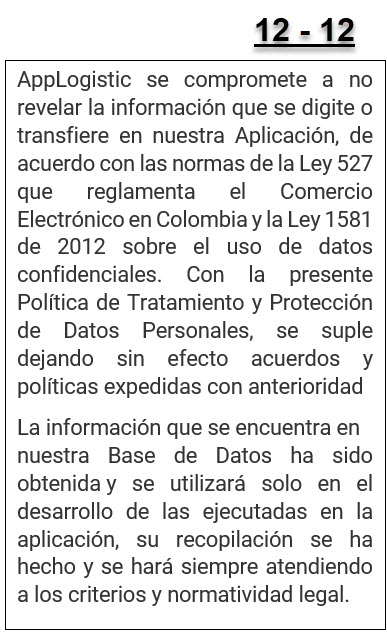 12 - 12
AppLogistic se compromete a no
revelar la información que se digite o
transfiere en nuestra Aplicación, de
acuerdo con las normas de la Ley 527
que reglamenta el Comercio
Electrónico en Colombia y la Ley 1581
de 2012 sobre el uso de datos
confidenciales. Con la presente
Política de Tratamiento y Protección
de Datos Personales, se suple
dejando sin efecto acuerdos y
políticas expedidas con anterioridad
La información que se encuentra en
nuestra Base de Datos ha sido
obtenida y se utilizará solo en el
desarrollo de las ejecutadas en la
aplicación, su recopilación se ha
hecho y se hará siempre atendiendo
a los criterios y normatividad legal.